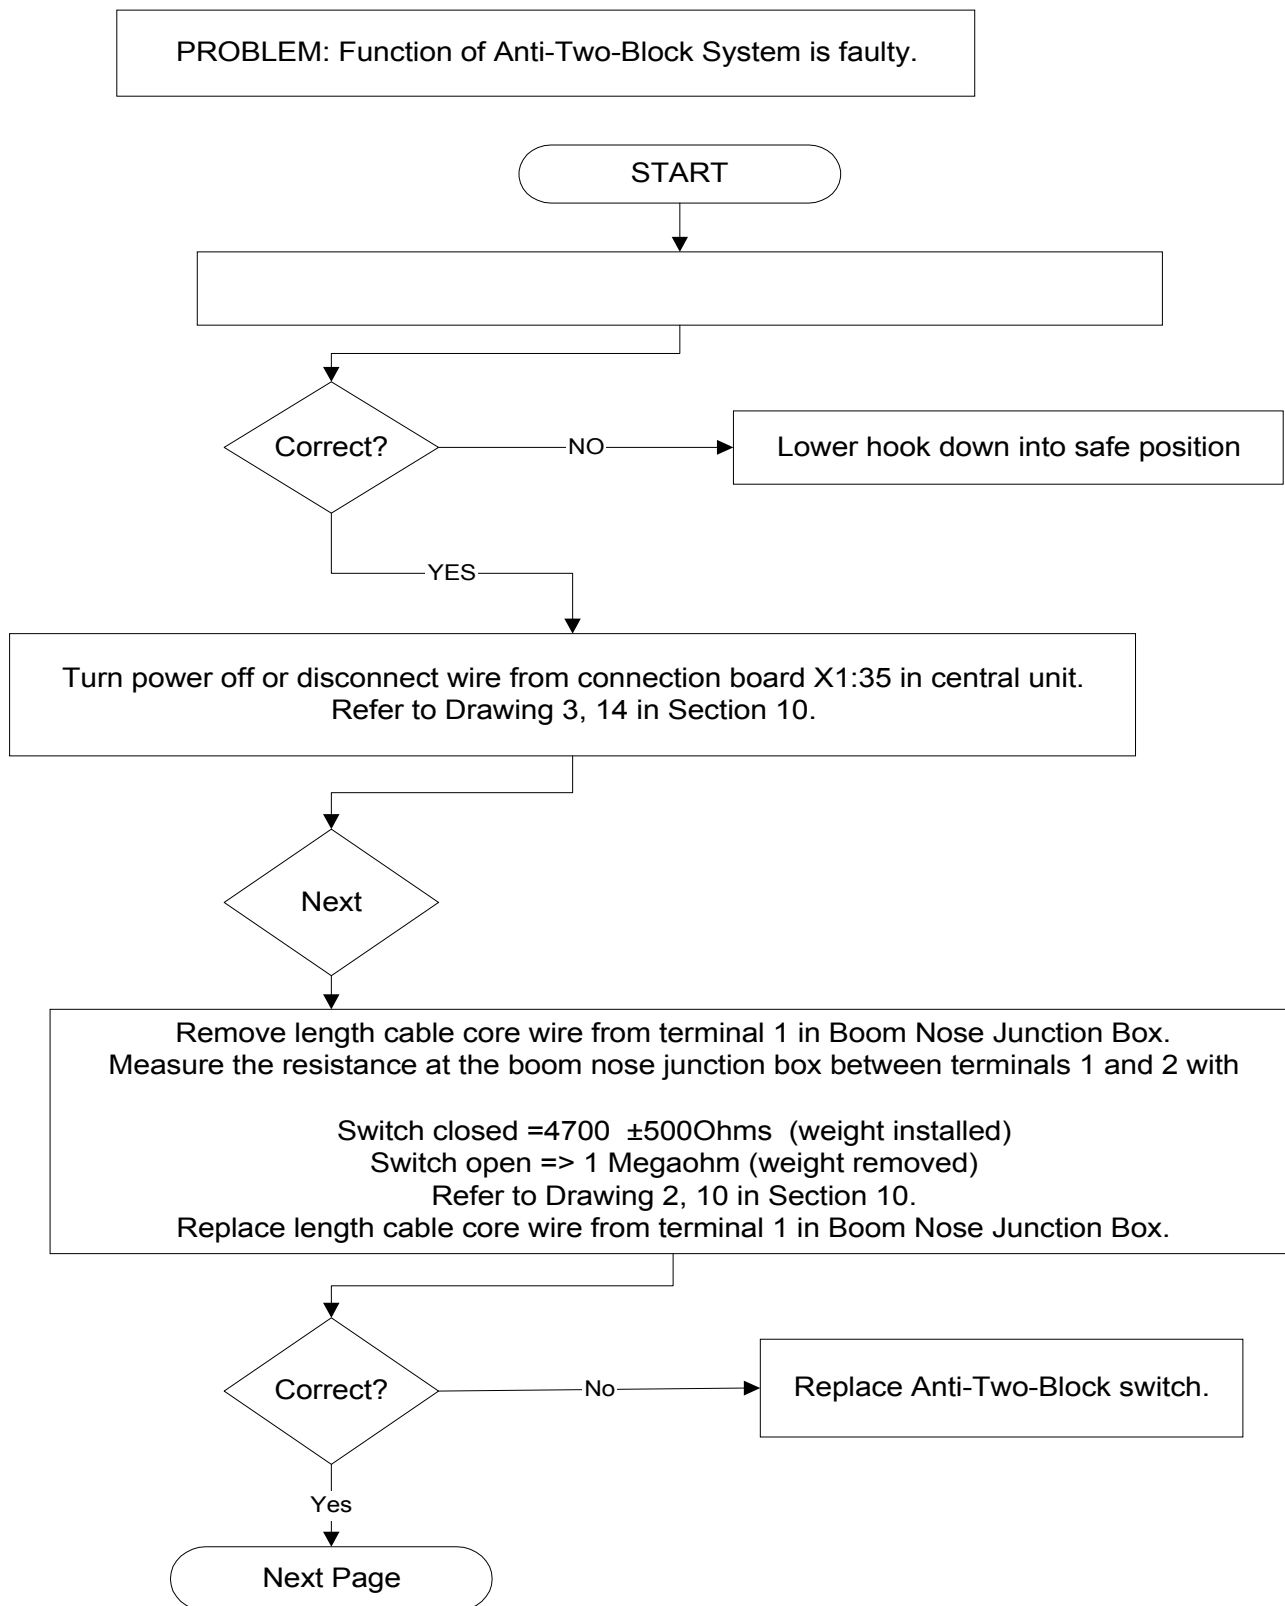 PROBLEM: Function of Anti-Two-Block System is faulty.
START
Correct?
NO
Lower hook down into safe position
YES
Turn power off or disconnect wire from connection board X1:35 in central unit.
Refer to Drawing 3, 14 in Section 10.
Next
Remove length cable core wire from terminal 1 in Boom Nose Junction Box.
Measure the resistance at the boom nose junction box between terminals 1 and 2 with
Switch closed =4700 ±500Ohms (weight installed)
Switch open => 1 Megaohm (weight removed)
Refer to Drawing 2, 10 in Section 10.
Replace length cable core wire from terminal 1 in Boom Nose Junction Box.
Correct?
No
Replace Anti-Two-Block switch.
Yes
Next Page